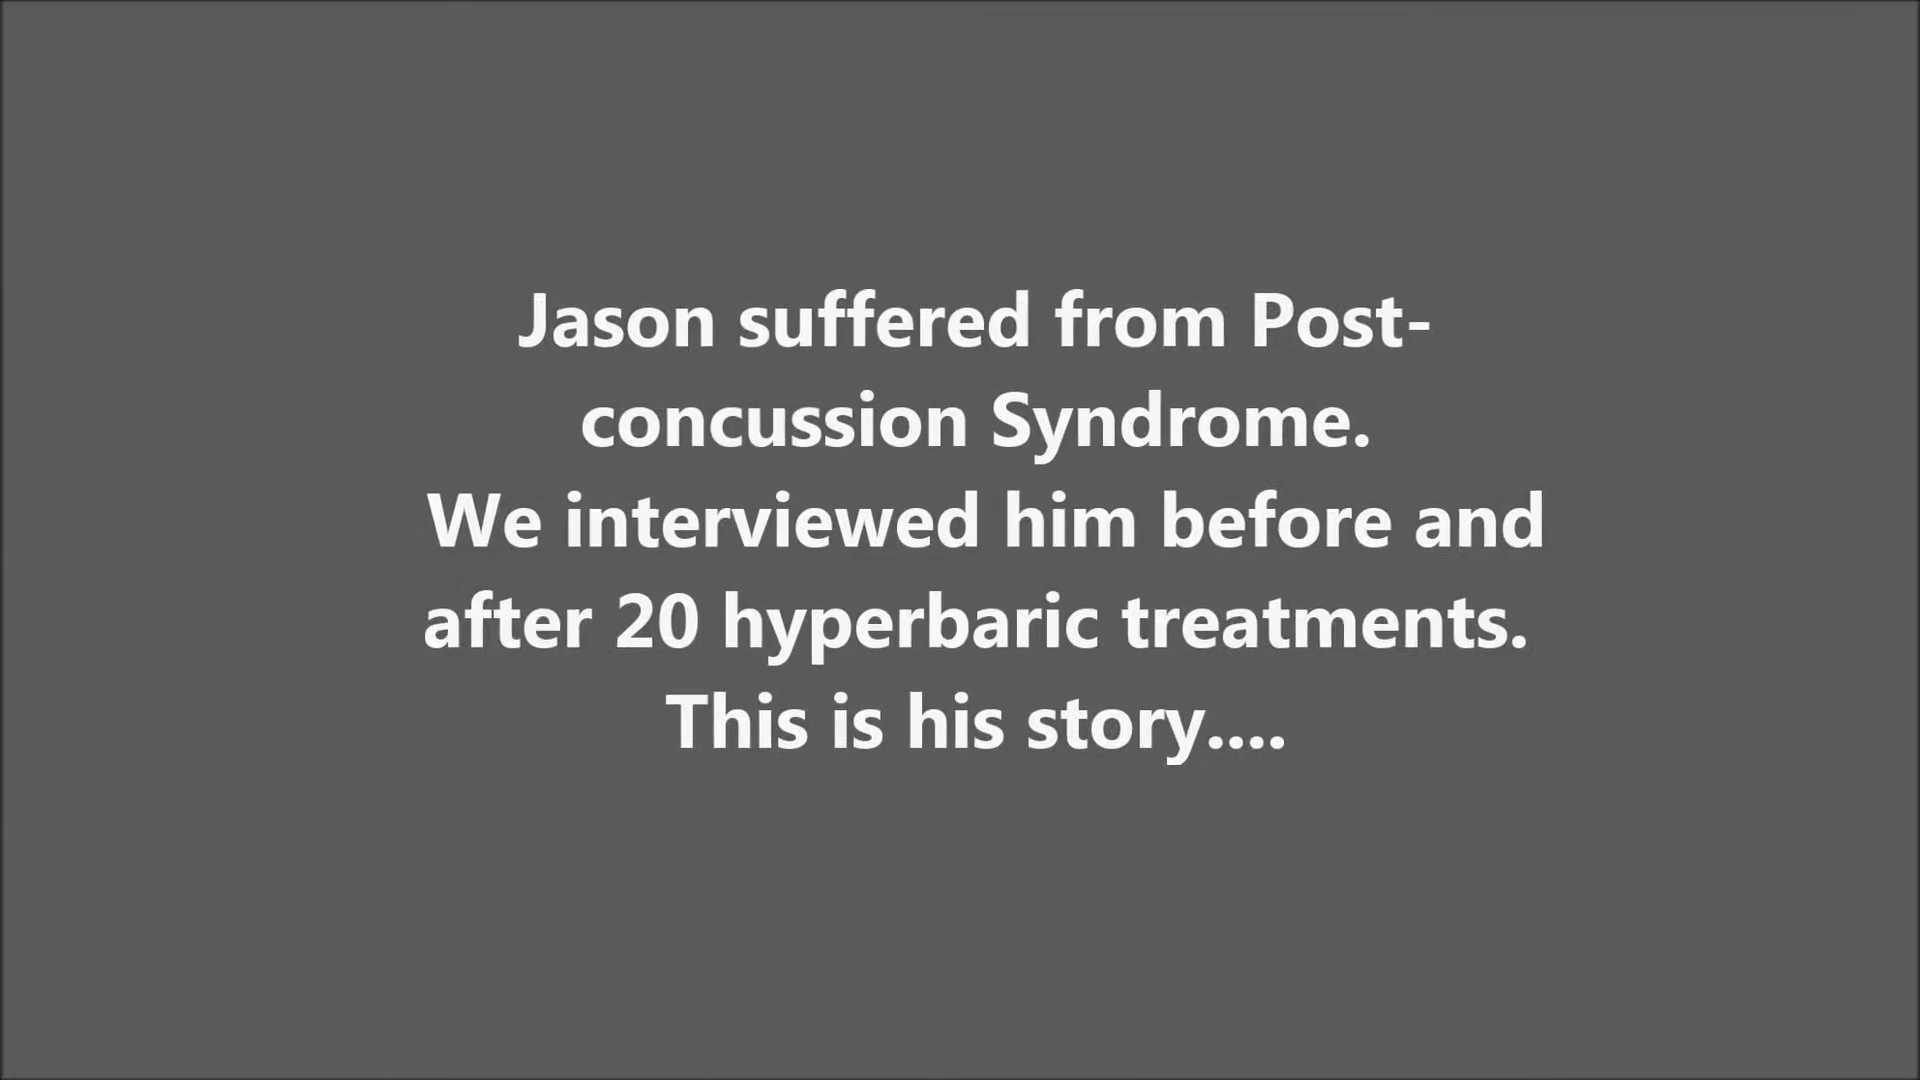 Jason suffered from Post-
concussion Syndrome.
We interviewed him before and
after 20 hyperbaric treatments.
This is his story....